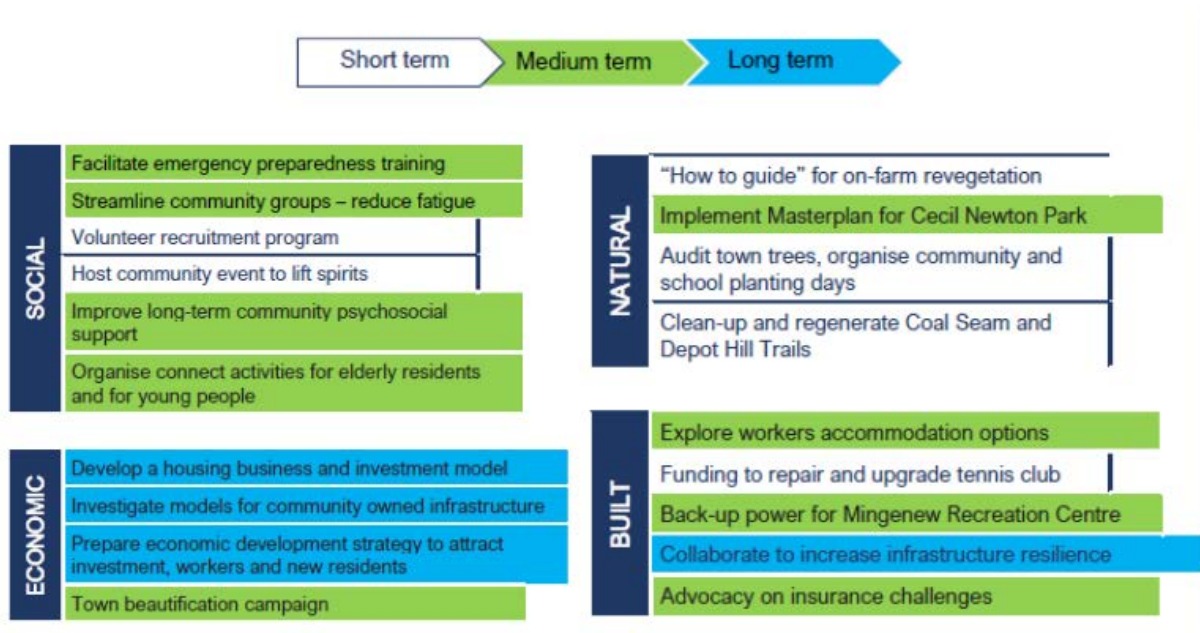 Short term
Medium term
Long term
SOCIAL
Facilitate emergency preparedness training
Streamline community groups – reduce fatigue
Volunteer recruitment program
Host community event to lift spirits
Improve long-term community psychosocial
support
Organise connect activities for elderly residents
and for young people
ECONOMIC
Develop a housing business and investment model
Investigate models for community owned infrastructure
Prepare economic development strategy to attract
investment, workers and new residents
Town beautification campaign
NATURAL
“How to guide” for on-farm revegetation
Implement Masterplan for Cecil Newton Park
Audit town trees, organise community and
school planting days
Clean-up and regenerate Coal Seam and
Depot Hill Trails
BUILT
Explore workers accommodation options
Funding to repair and upgrade tennis club
Back-up power for Mingenew Recreation Centre
Collaborate to increase infrastructure resilience
Advocacy on insurance challenges